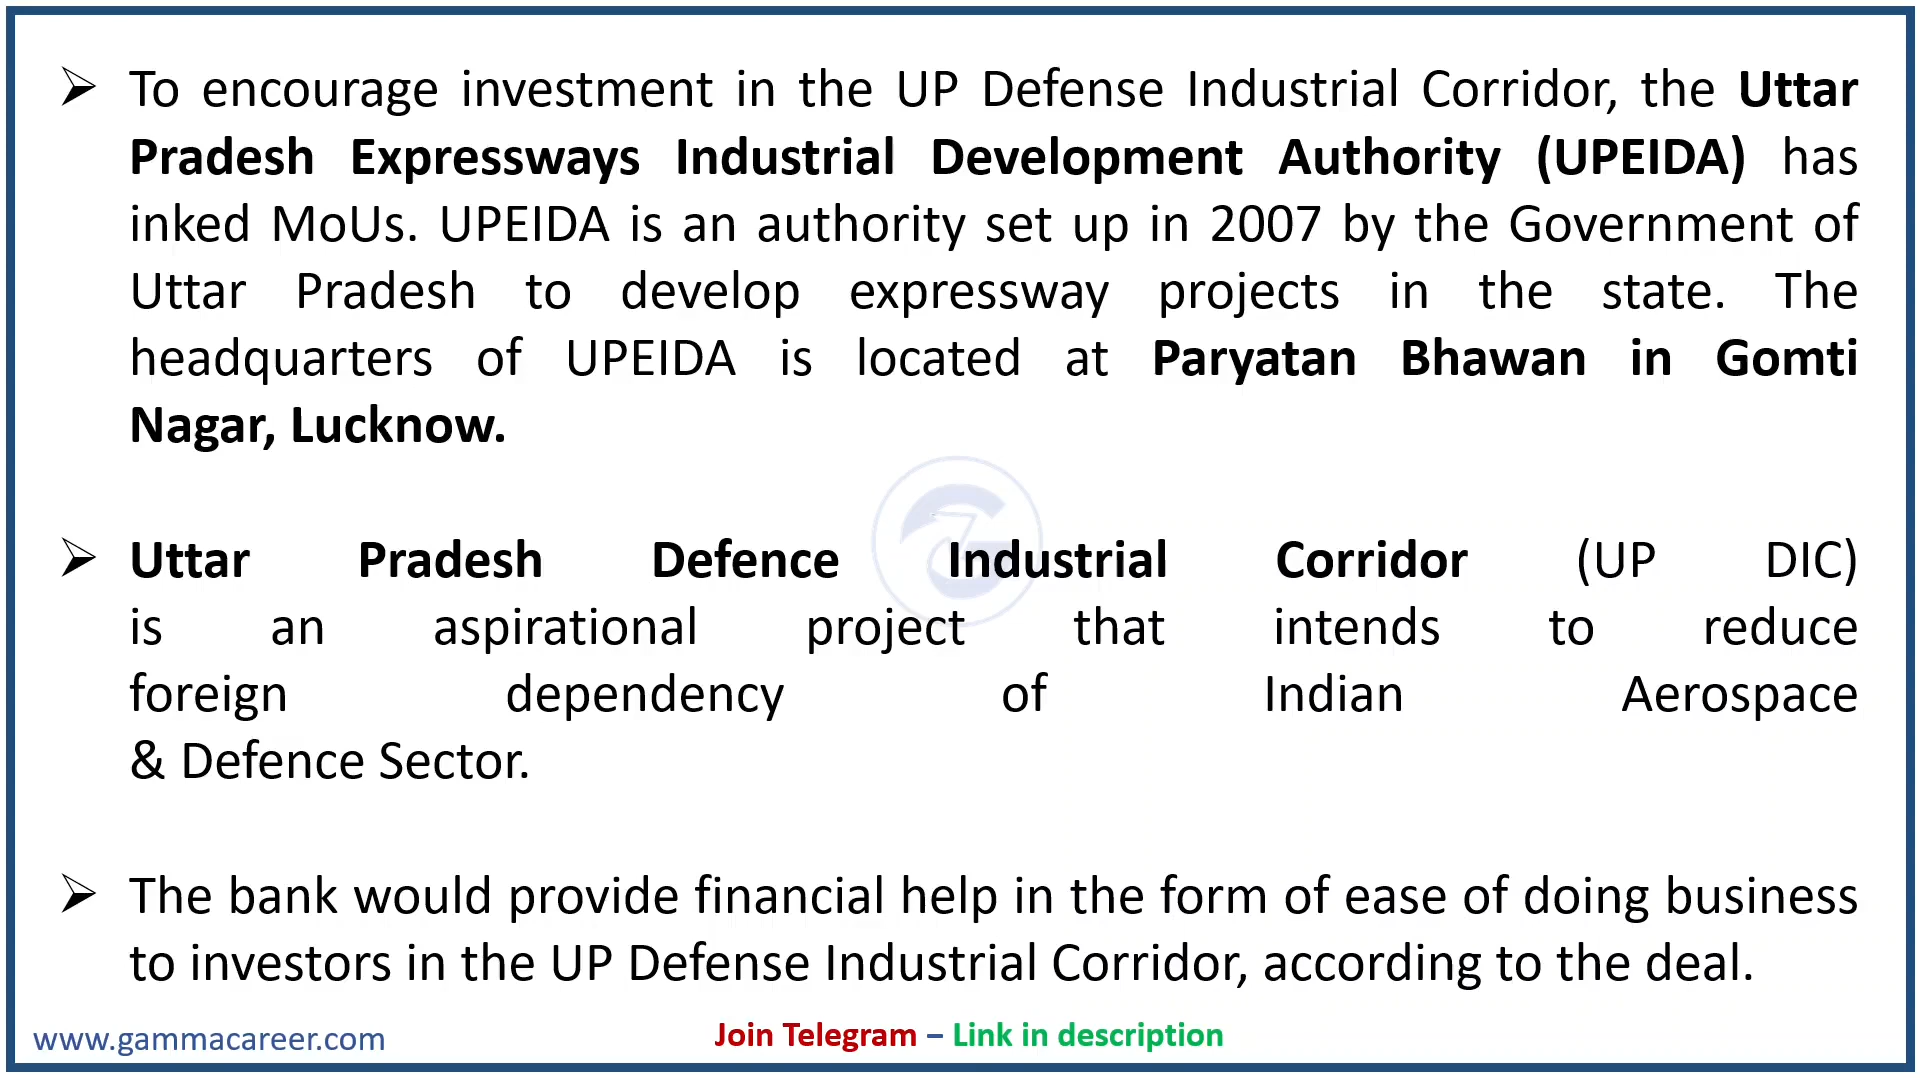 ➢ To encourage investment in the UP Defense Industrial Corridor, the Uttar
Pradesh Expressways Industrial Development Authority (UPEIDA) has
inked MoUs. UPEIDA is an authority set up in 2007 by the Government of
Uttar Pradesh to develop expressway projects in the state. The
headquarters of UPEIDA is located at Paryatan Bhawan in Gomti
Nagar, Lucknow.
➢ Uttar Pradesh Defence Industrial Corridor (UP DIC)
is an aspirational project that intends to reduce
foreign dependency of Indian Aerospace
& Defence Sector.
➢ The bank would provide financial help in the form of ease of doing business
to investors in the UP Defense Industrial Corridor, according to the deal.
www.gammacareer.com
Join Telegram – Link in description